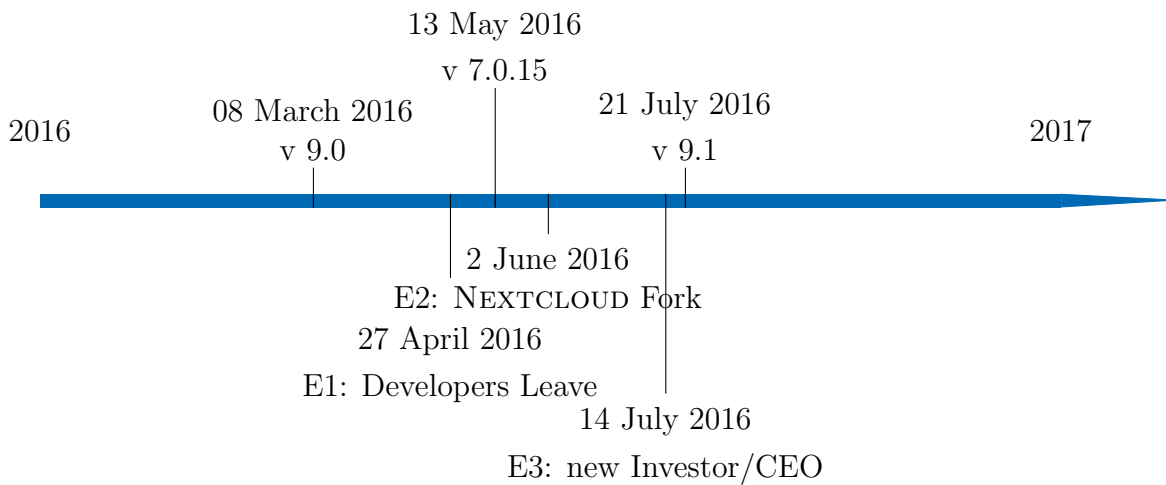 13 May 2016
v 7.0.15
08 March 2016
v 9.0
21 July 2016
v 9.1
2016
2017
2 June 2016
E2: NEXTCLOUD Fork
27 April 2016
E1: Developers Leave
14 July 2016
E3: new Investor/CEO